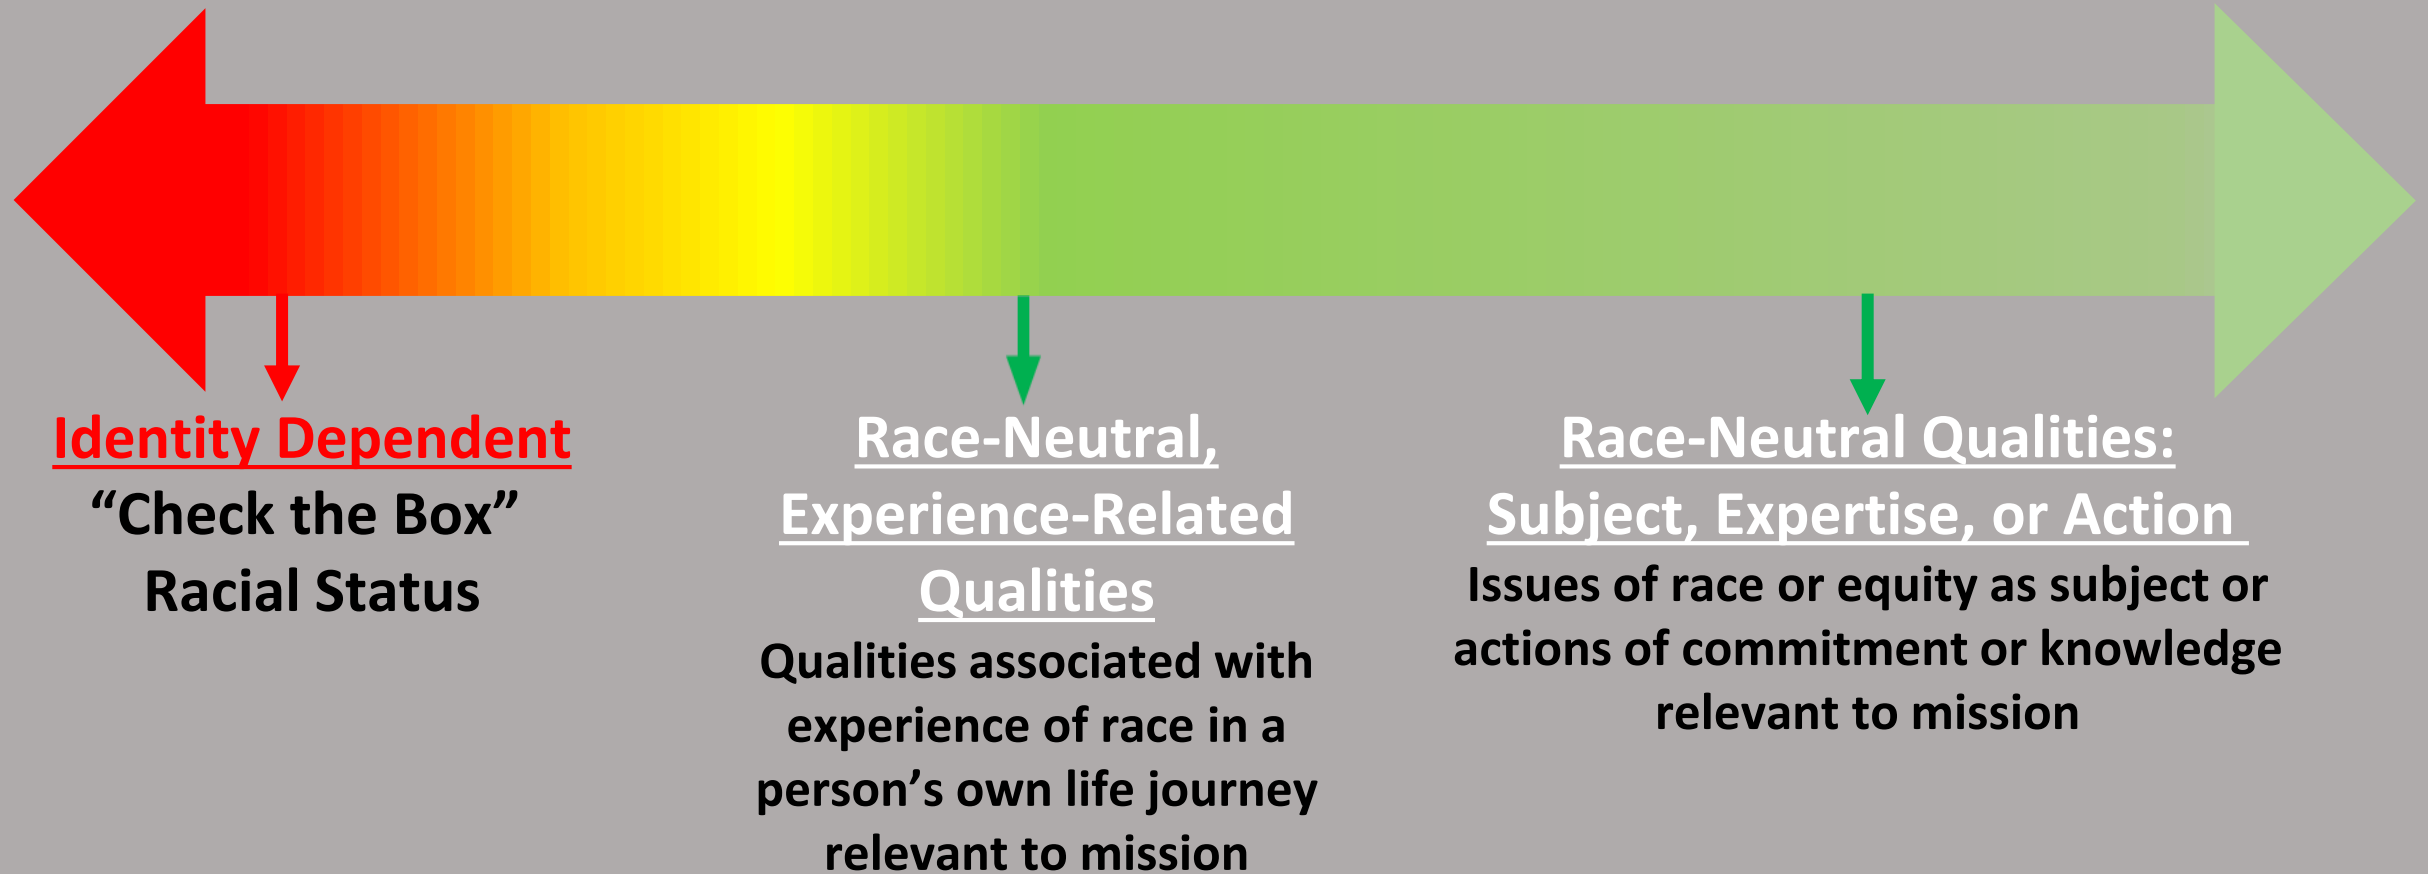 Identity Dependent
“Check the Box”
Racial Status
Race-Neutral,
Experience-Related
Qualities
Qualities associated with
experience of race in a
person’s own life journey
relevant to mission
Race-Neutral Qualities:
Subject, Expertise, or Action
Issues of race or equity as subject or
actions of commitment or knowledge
relevant to mission